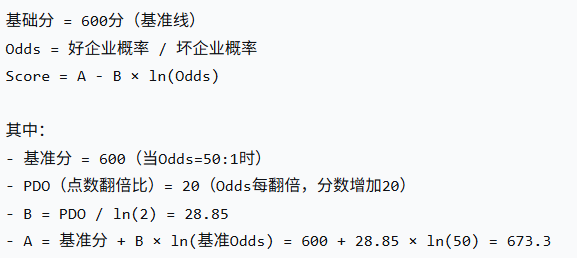 基础分 = 600分（基准线）
Odds = 好企业概率 / 坏企业概率
Score = A - B × ln(Odds)
其中：
- 基准分 = 600（当Odds=50:1时）
- PDO（点数翻倍比）= 20（Odds每翻倍，分数增加20）
- B = PDO / ln(2) = 28.85
- A = 基准分 + B × ln(基准Odds) = 600 + 28.85 × ln(50) = 673.3